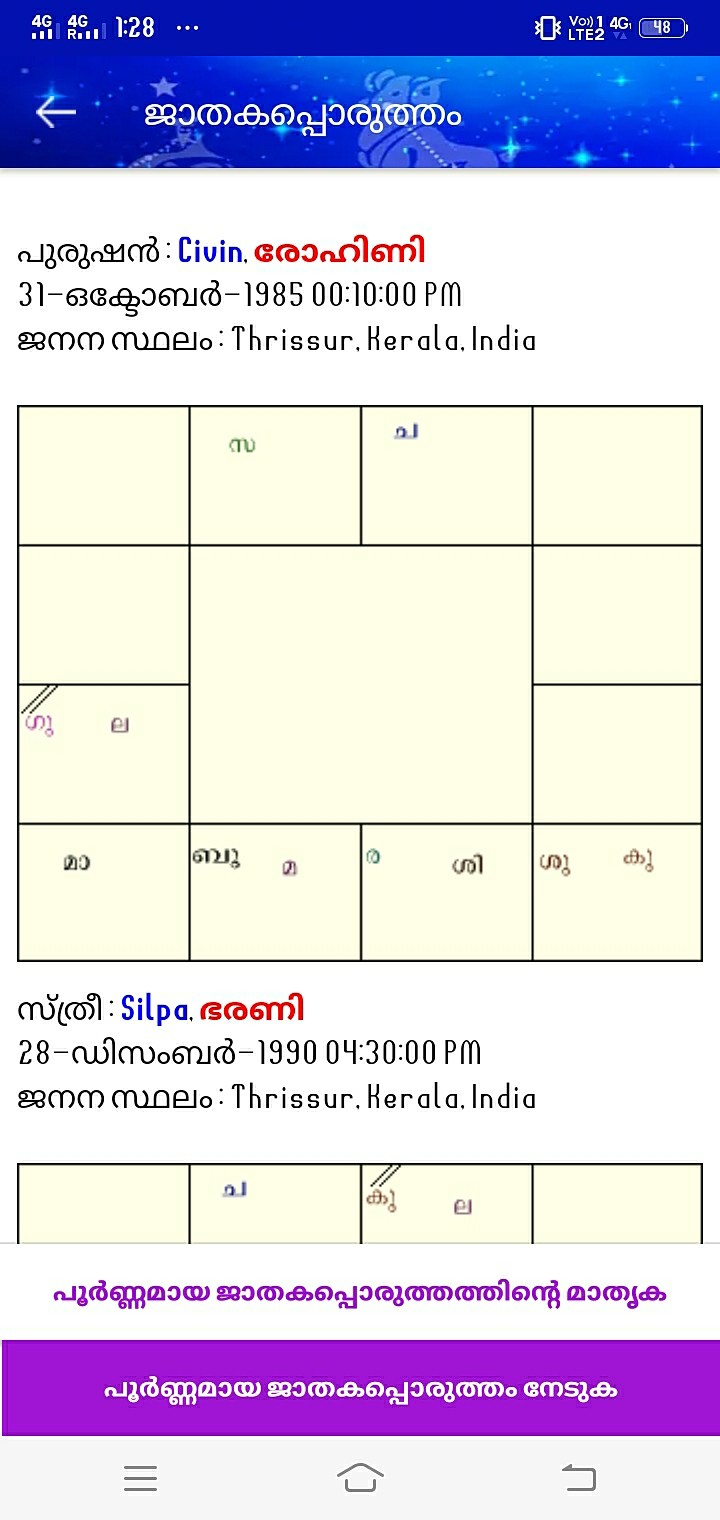 4G 4G R 1:28 ... Vo)) 1 LTE2 4G 48
ജാതകപ്പൊരുത്തം
പുരുഷൻ : Civin, രോഹിണി
31-ഒക്ടോബർ-1985 00:10:00 PM
ജനന സ്ഥലം : Thrissur, Kerala, India
സ ച
ഗു ല
മാ ബു മ ര ശി ശു കു
സ്ത്രീ : Silpa, ഭരണി
28-ഡിസംബർ-1990 04:30:00 PM
ജനന സ്ഥലം : Thrissur, Kerala, India
ച കു ല
പൂർണ്ണമായ ജാതകപ്പൊരുത്തത്തിന്റെ മാതൃക
പൂർണ്ണമായ ജാതകപ്പൊരുത്തം നേടുക